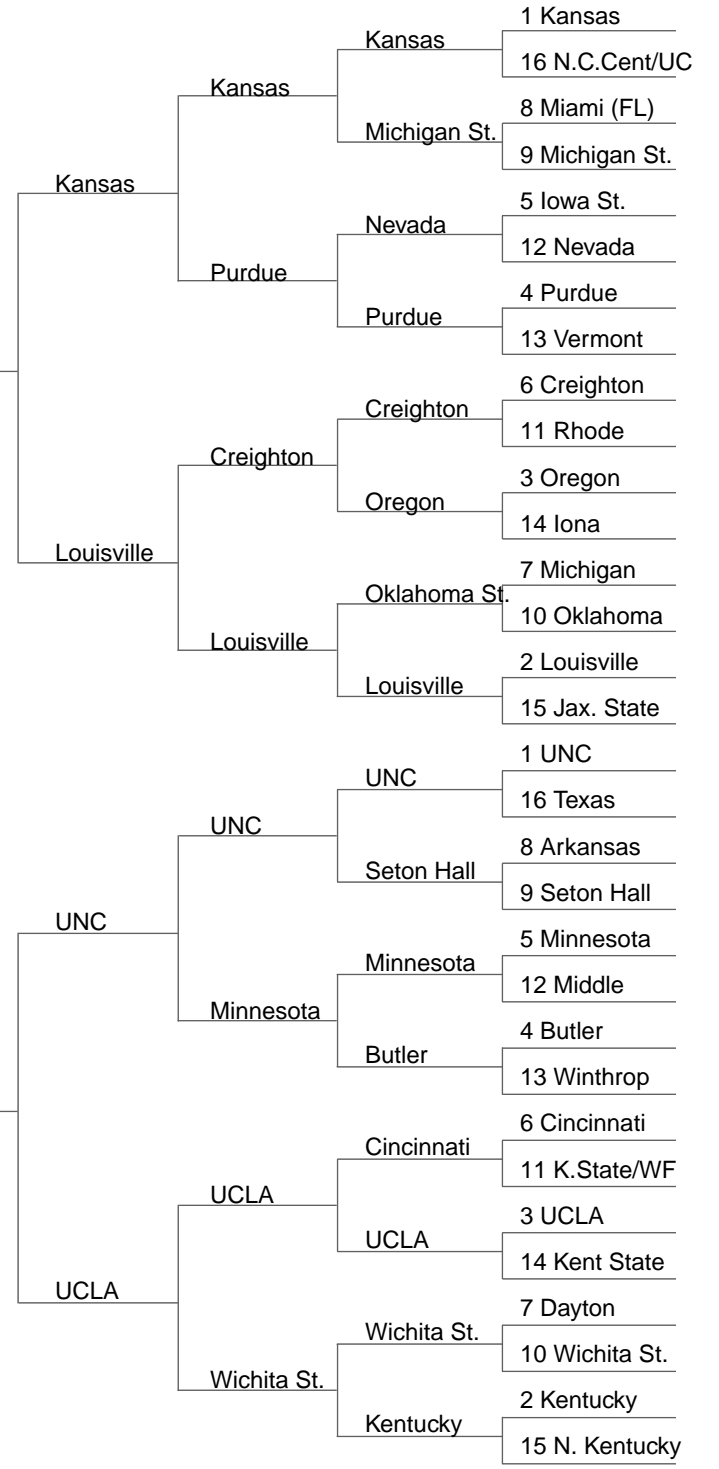 1 Kansas
Kansas
16 N.C.Cent/UC
Kansas
8 Miami (FL)
Michigan St.
9 Michigan St.
Kansas
5 Iowa St.
Nevada
12 Nevada
Purdue
4 Purdue
Purdue
13 Vermont
6 Creighton
Creighton
11 Rhode
Creighton
3 Oregon
Oregon
14 Iona
Louisville
7 Michigan
Oklahoma St.
10 Oklahoma
Louisville
2 Louisville
Louisville
15 Jax. State
1 UNC
UNC
16 Texas
UNC
8 Arkansas
Seton Hall
9 Seton Hall
UNC
5 Minnesota
Minnesota
12 Middle
Minnesota
4 Butler
Butler
13 Winthrop
6 Cincinnati
Cincinnati
11 K.State/WF
UCLA
3 UCLA
UCLA
14 Kent State
UCLA
7 Dayton
Wichita St.
10 Wichita St.
Wichita St.
2 Kentucky
Kentucky
15 N. Kentucky